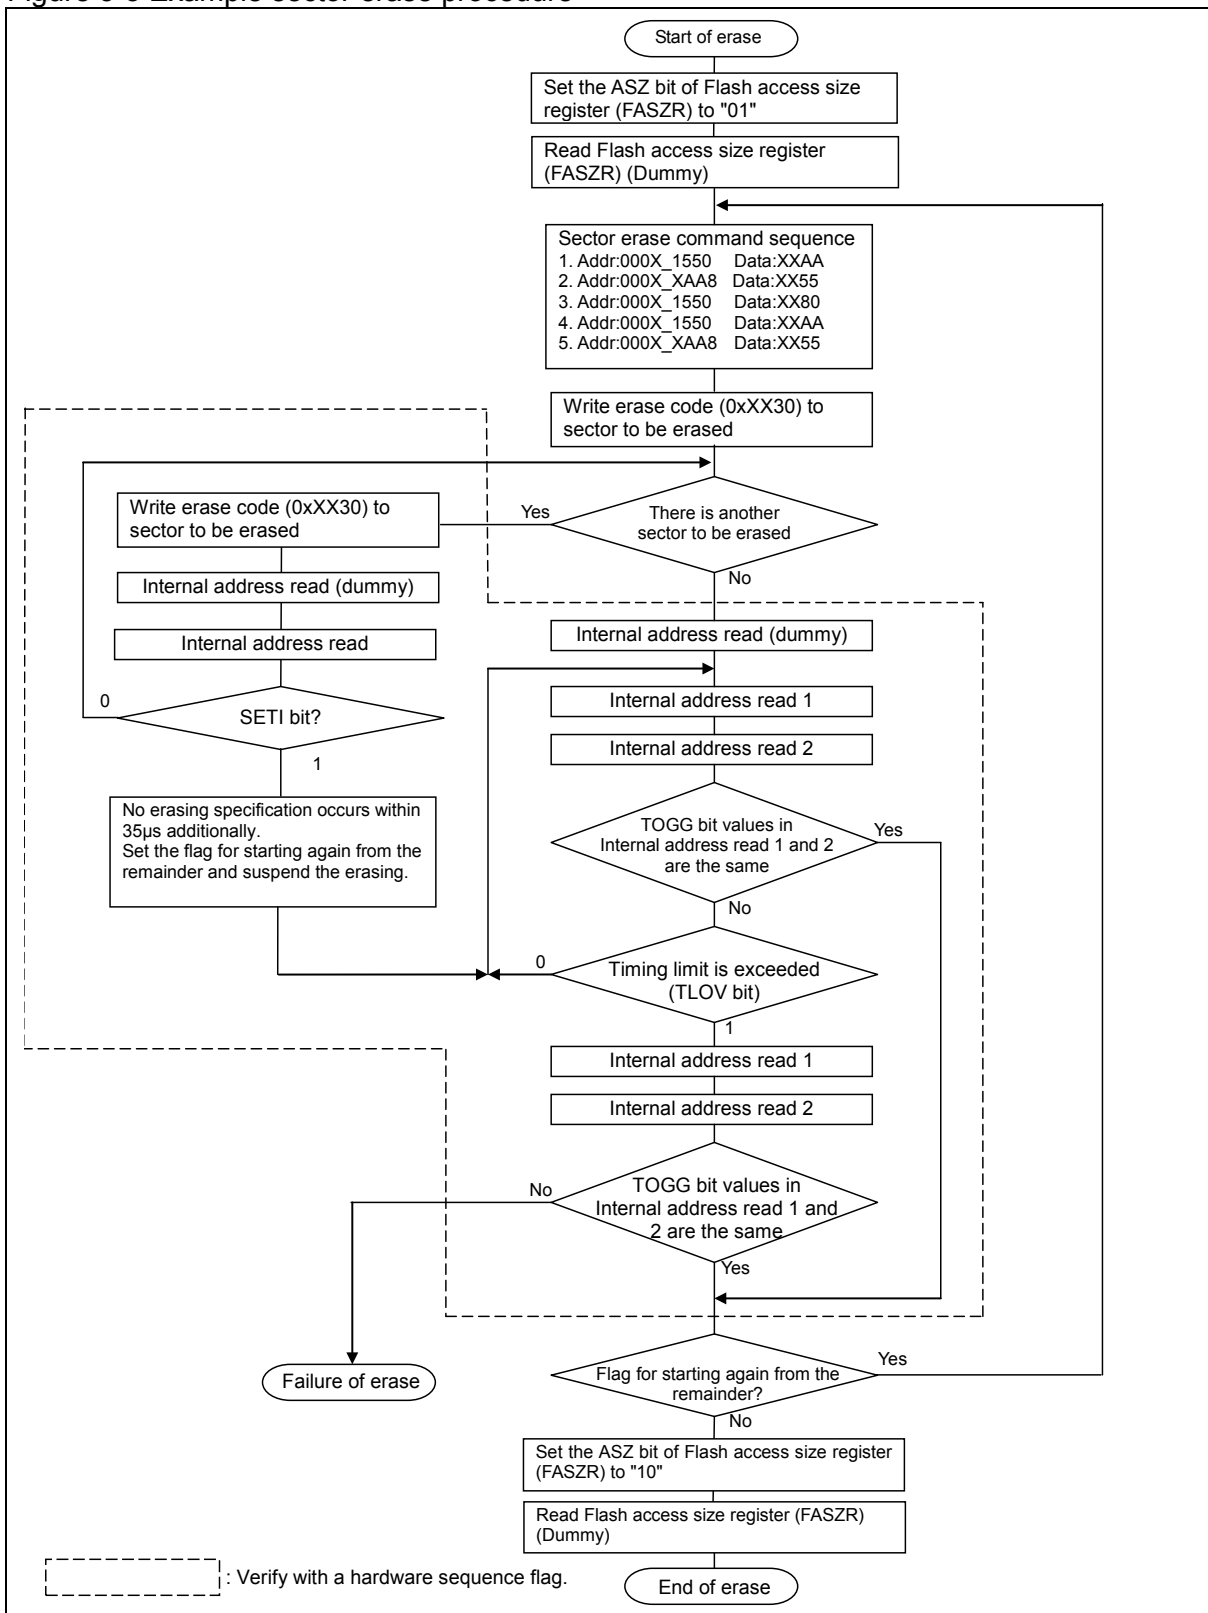 Figure 3-3 Example sector erase procedure
Start of erase
Set the ASZ bit of Flash access size
register (FASZR) to "01"
Read Flash access size register
(FASZR) (Dummy)
Sector erase command sequence
1. Addr:000X_1550 Data:XXAA
2. Addr:000X_XAA8 Data:XX55
3. Addr:000X_1550 Data:XX80
4. Addr:000X_1550 Data:XXAA
5. Addr:000X_XAA8 Data:XX55
Write erase code (0xXX30) to
sector to be erased
There is another
sector to be erased
Yes
No
Write erase code (0xXX30) to
sector to be erased
Internal address read (dummy)
Internal address read
SETI bit?
0
1
No erasing specification occurs within
35µs additionally.
Set the flag for starting again from the
remainder and suspend the erasing.
Internal address read (dummy)
Internal address read 1
Internal address read 2
TOGG bit values in
Internal address read 1 and 2
are the same
Yes
No
Timing limit is exceeded
(TLOV bit)
0
1
Internal address read 1
Internal address read 2
TOGG bit values in
Internal address read 1 and
2 are the same
No
Yes
Failure of erase
Flag for starting again from the
remainder?
Yes
No
Set the ASZ bit of Flash access size register
(FASZR) to "10"
Read Flash access size register (FASZR)
(Dummy)
End of erase
: Verify with a hardware sequence flag.